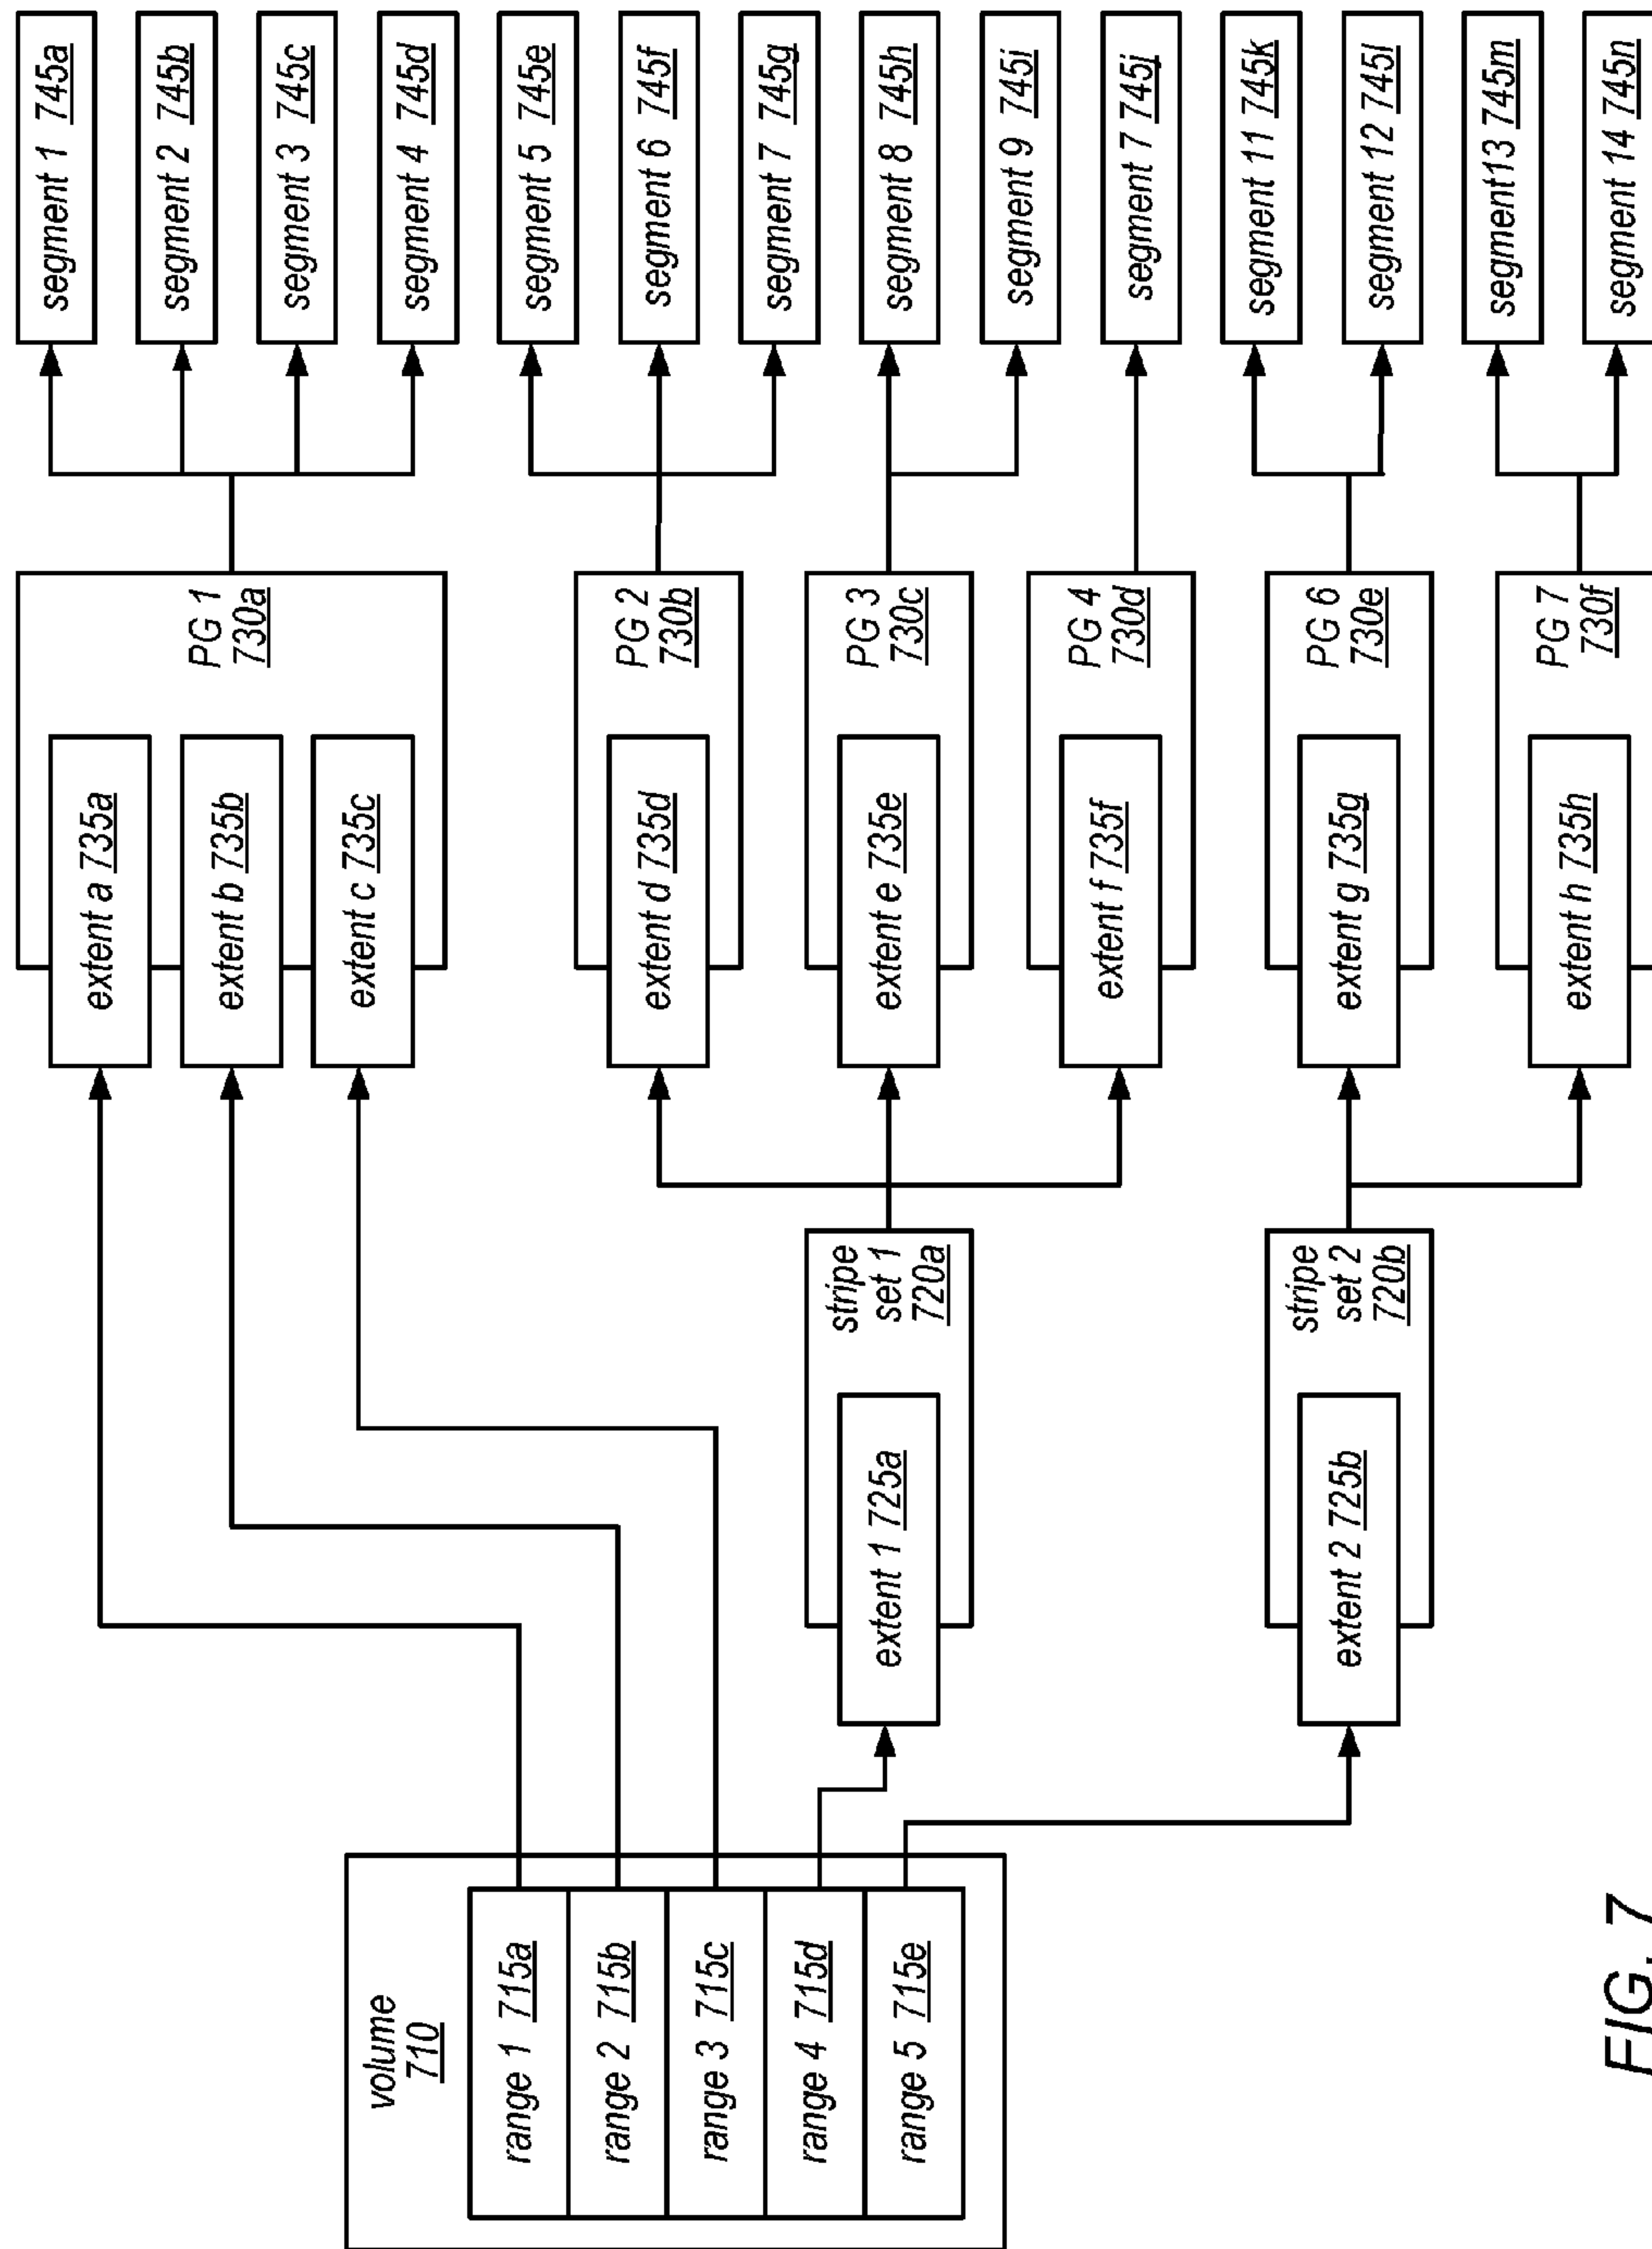 volume
710
range 1 715a
range 2 715b
range 3 715c
range 4 715d
range 5 715e
extent 1 725a
stripe
set 1
720a
extent 2 725b
stripe
set 2
720b
extent a 735a
extent b 735b
extent c 735c
PG 1
730a
extent d 735d
PG 2
730b
extent e 735e
PG 3
730c
extent f 735f
PG 4
730d
extent g 735g
PG 6
730e
extent h 735h
PG 7
730f
segment 1 745a
segment 2 745b
segment 3 745c
segment 4 745d
segment 5 745e
segment 6 745f
segment 7 745g
segment 8 745h
segment 9 745i
segment 7 745j
segment 11 745k
segment 12 745l
segment13 745m
segment 14 745n
FIG. 7